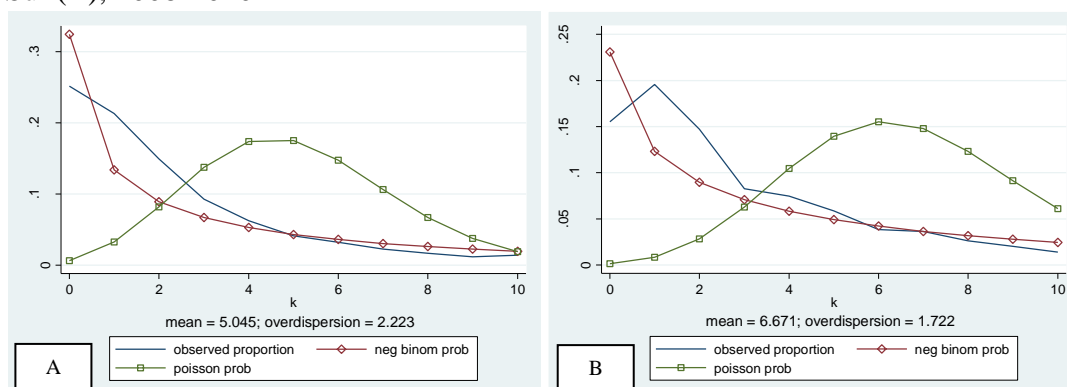 .3
.2
.1
0
0 2 4 6 8 10
k
mean = 5.045; overdispersion = 2.223
observed proportion neg binom prob
poisson prob
A
.25
.2
.15
.1
.05
0
0 2 4 6 8 10
k
mean = 6.671; overdispersion = 1.722
observed proportion neg binom prob
poisson prob
B